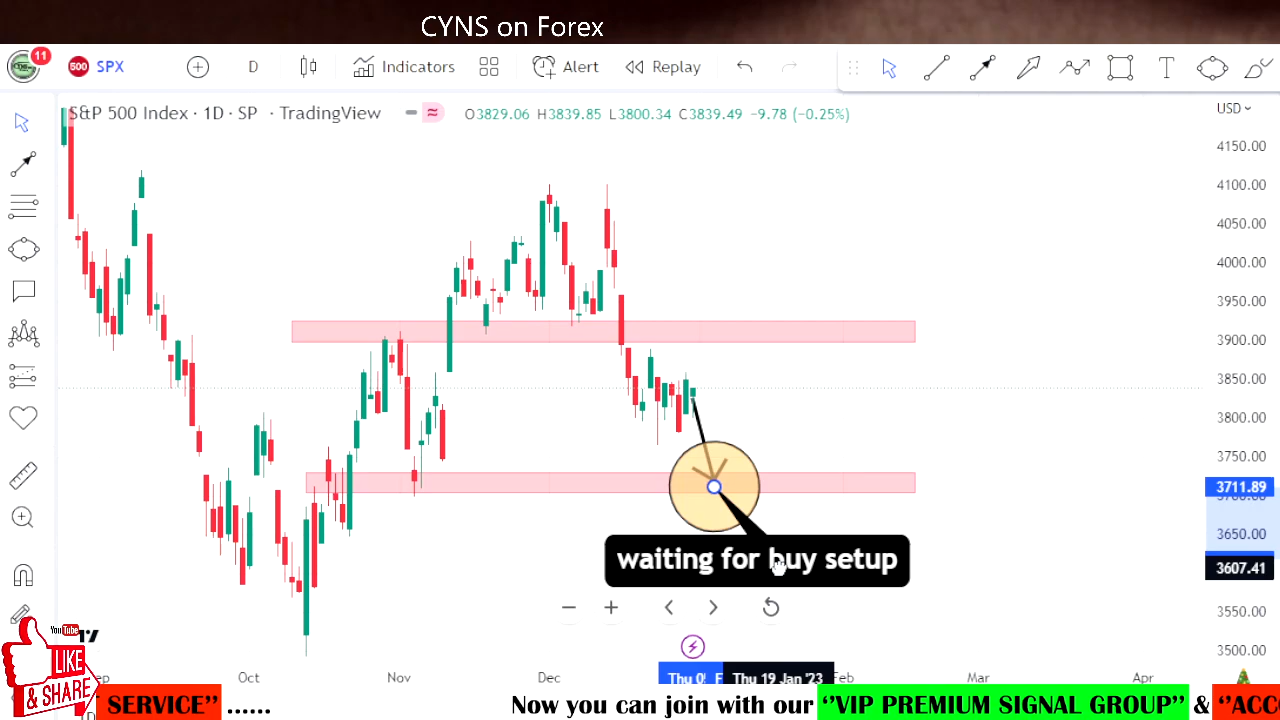 CYNS on Forex
11
500 SPX D Indicators Alert Replay
S&P 500 Index · 1D · SP · TradingView O3829.06 H3839.85 L3800.34 C3839.49 −9.78 (−0.25%)
USD
4150.00
4100.00
4050.00
4000.00
3950.00
3900.00
3850.00
3800.00
3750.00
3711.89
3650.00
3607.41
3550.00
3500.00
waiting for buy setup
Oct Nov Dec Thu 19 Jan '23 Feb Mar Apr
YouTube
LIKE
& SHARE
SERVICE” ...... Now you can join with our “VIP PREMIUM SIGNAL GROUP” &